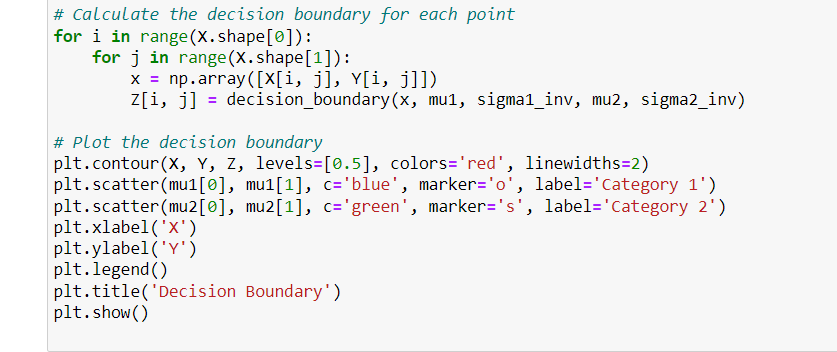 # Calculate the decision boundary for each point
for i in range(X.shape[0]):
    for j in range(X.shape[1]):
        x = np.array([X[i, j], Y[i, j]])
        Z[i, j] = decision_boundary(x, mu1, sigma1_inv, mu2, sigma2_inv)

# Plot the decision boundary
plt.contour(X, Y, Z, levels=[0.5], colors='red', linewidths=2)
plt.scatter(mu1[0], mu1[1], c='blue', marker='o', label='Category 1')
plt.scatter(mu2[0], mu2[1], c='green', marker='s', label='Category 2')
plt.xlabel('X')
plt.ylabel('Y')
plt.legend()
plt.title('Decision Boundary')
plt.show()